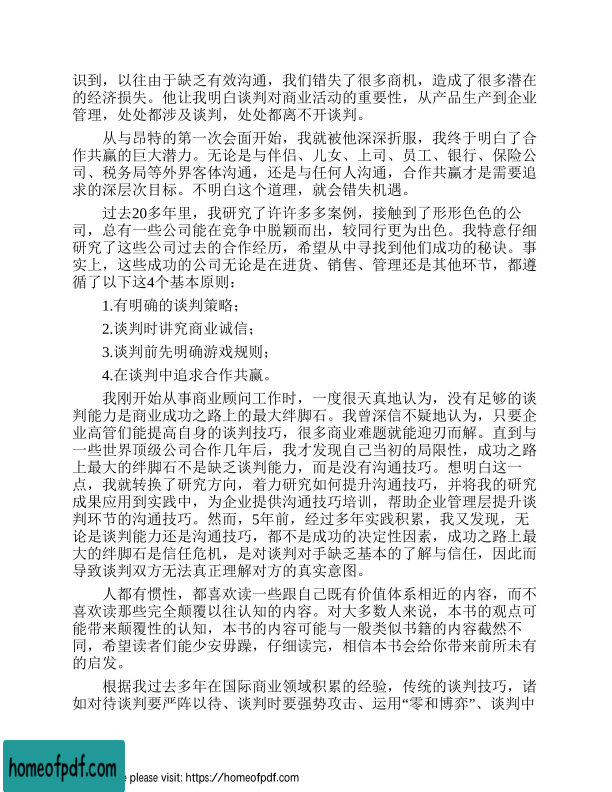 识到，以往由于缺乏有效沟通，我们错失了很多商机，造成了很多潜在
的经济损失。他让我明白谈判对商业活动的重要性，从产品生产到企业
管理，处处都涉及谈判，处处都离不开谈判。
从与昂特的第一次会面开始，我就被他深深折服，我终于明白了合
作共赢的巨大潜力。无论是与伴侣、儿女、上司、员工、银行、保险公
司、税务局等外界客体沟通，还是与任何人沟通，合作共赢才是需要追
求的深层次目标。不明白这个道理，就会错失机遇。
过去20多年里，我研究了许许多多案例，接触到了形形色色的公
司，总有一些公司能在竞争中脱颖而出，较同行更为出色。我特意仔细
研究了这些公司过去的合作经历，希望从中寻找到他们成功的秘诀。事
实上，这些成功的公司无论是在进货、销售、管理还是其他环节，都遵
循了以下这4个基本原则：
1.有明确的谈判策略；
2.谈判时讲究商业诚信；
3.谈判前先明确游戏规则；
4.在谈判中追求合作共赢。
我刚开始从事商业顾问工作时，一度很天真地认为，没有足够的谈
判能力是商业成功之路上的最大绊脚石。我曾深信不疑地认为，只要企
业高管们能提高自身的谈判技巧，很多商业难题就能迎刃而解。直到与
一些世界顶级公司合作几年后，我才发现自己当初的局限性，成功之路
上最大的绊脚石不是缺乏谈判能力，而是没有沟通技巧。想明白这一
点，我就转换了研究方向，着力研究如何提升沟通技巧，并将我的研究
成果应用到实践中，为企业提供沟通技巧培训，帮助企业管理层提升谈
判环节的沟通技巧。然而，5年前，经过多年实践积累，我又发现，无
论是谈判能力还是沟通技巧，都不是成功的决定性因素，成功之路上最
大的绊脚石是信任危机，是对谈判对手缺乏基本的了解与信任，因此而
导致谈判双方无法真正理解对方的真实意图。
人都有惯性，都喜欢读一些跟自己既有价值体系相近的内容，而不
喜欢读那些完全颠覆以往认知的内容。对大多数人来说，本书的观点可
能带来颠覆性的认知，本书的内容可能与一般类似书籍的内容截然不
同，希望读者们能少安毋躁，仔细读完，相信本书会给你带来前所未有
的启发。
根据我过去多年在国际商业领域积累的经验，传统的谈判技巧，诸
如对待谈判要严阵以待、谈判时要强势攻击、运用“零和博弈”、谈判中
homeofpdf.com
e please visit: https://homeofpdf.com